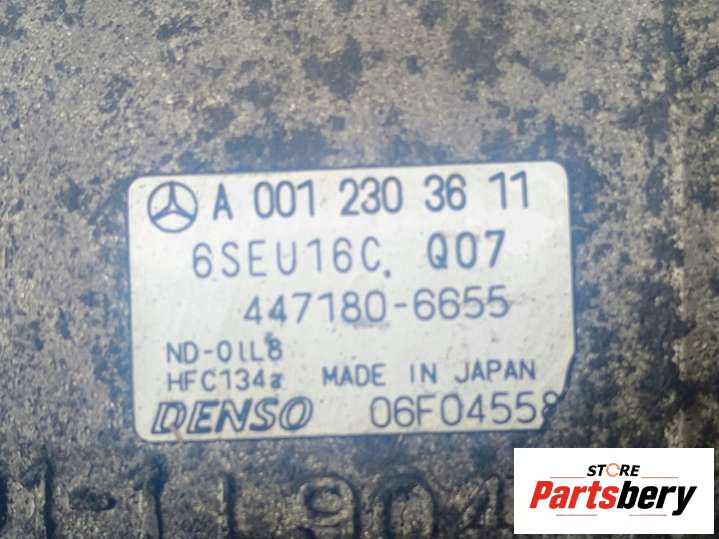 A 001 230 36 11
6SEU16C. Q07
447180-6655
ND-OIL8
HFC134a MADE IN JAPAN
DENSO 06F04558
STORE
Partsbery